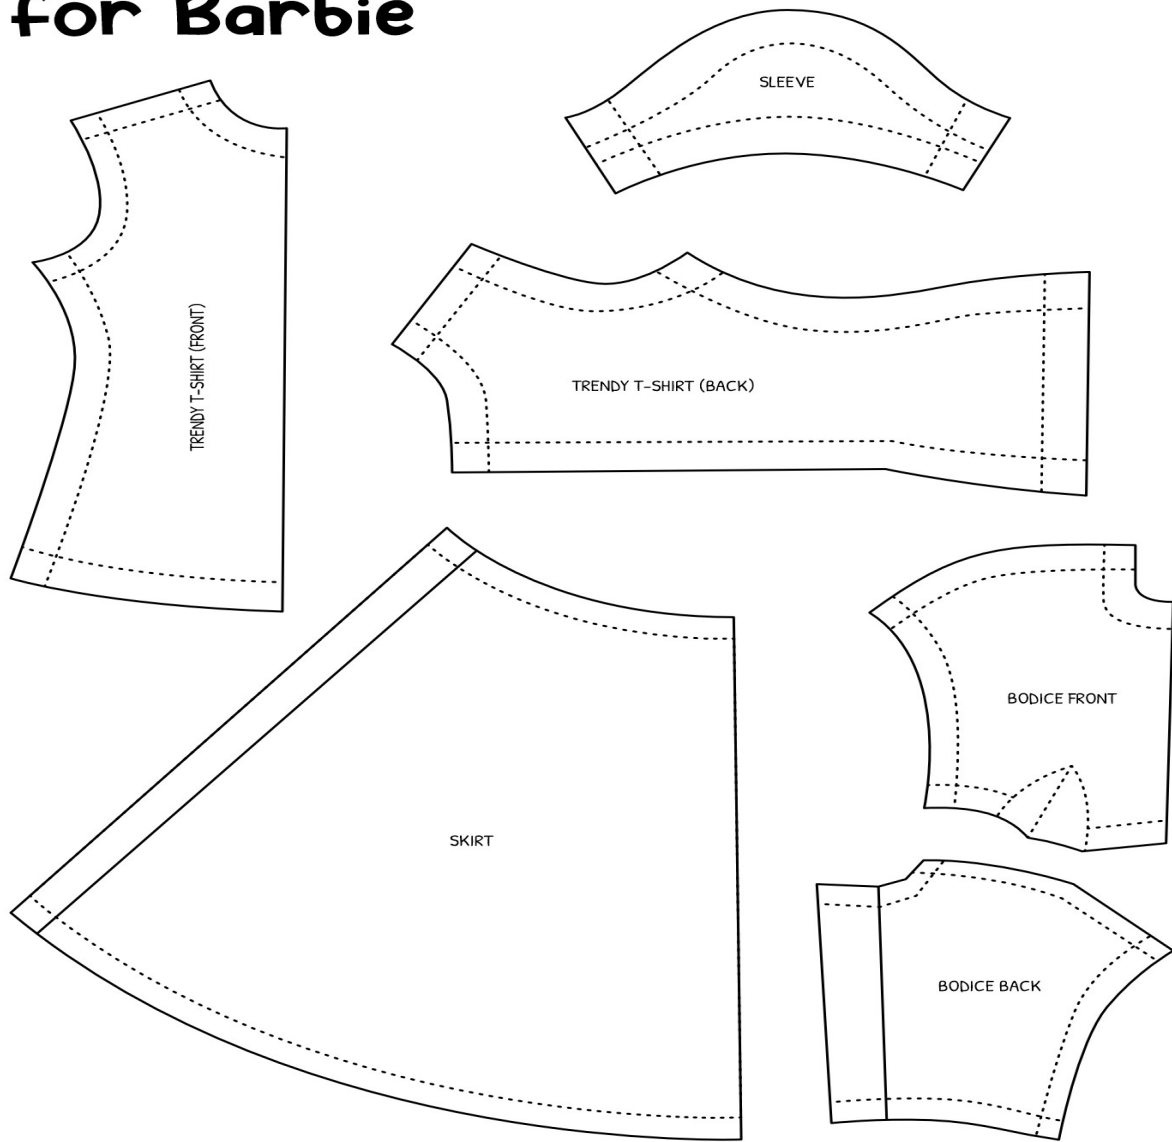 for Barbie
SLEEVE
TRENDY T-SHIRT (FRONT)
TRENDY T-SHIRT (BACK)
BODICE FRONT
SKIRT
BODICE BACK